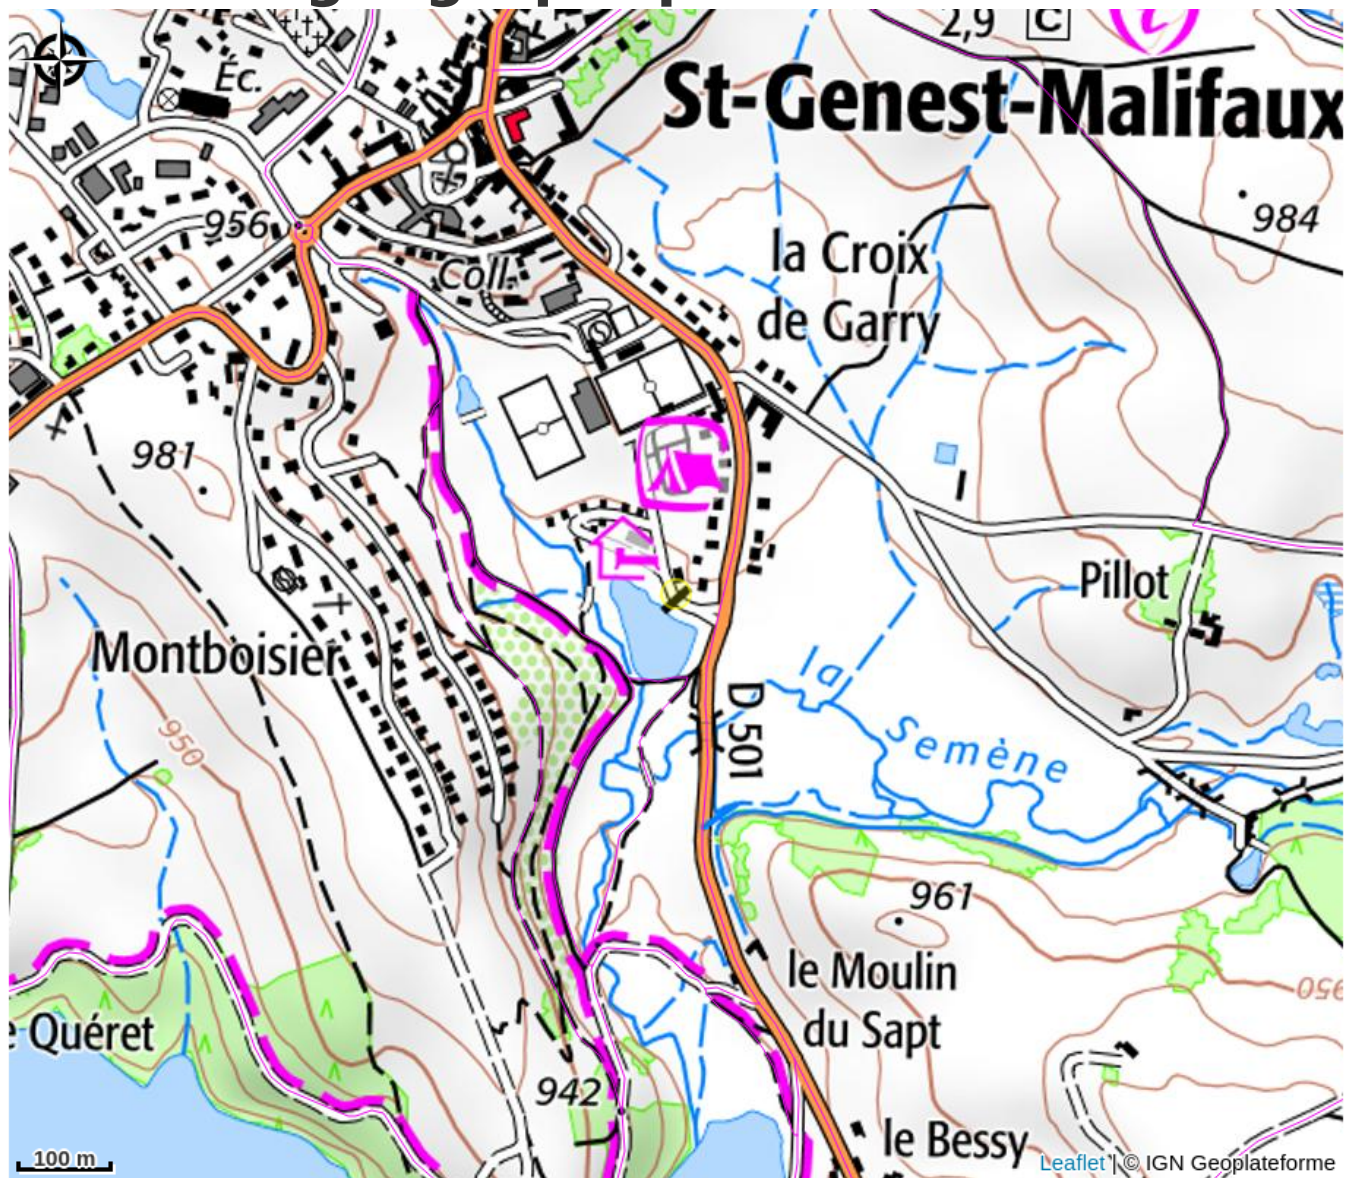 2,9
C
Éc.
St-Genest-Malifaux
984
956
la Croix
de Garry
Coll.
981
Pillot
Montboisier
la
Semène
D 501
950
961
le Moulin
du Sapt
950
Quéret
942
le Bessy
100 m
Leaflet | © IGN Geoplateforme